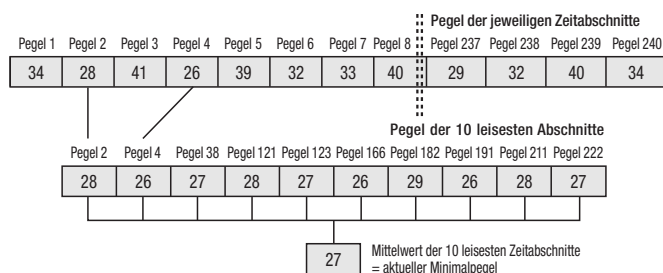 Pegel der jeweiligen Zeitabschnitte
Pegel 1 Pegel 2 Pegel 3 Pegel 4 Pegel 5 Pegel 6 Pegel 7 Pegel 8 Pegel 237 Pegel 238 Pegel 239 Pegel 240
34 28 41 26 39 32 33 40 29 32 40 34
Pegel der 10 leisesten Abschnitte
Pegel 2 Pegel 4 Pegel 38 Pegel 121 Pegel 123 Pegel 166 Pegel 182 Pegel 191 Pegel 211 Pegel 222
28 26 27 28 27 26 29 26 28 27
27 Mittelwert der 10 leisesten Zeitabschnitte
= aktueller Minimalpegel